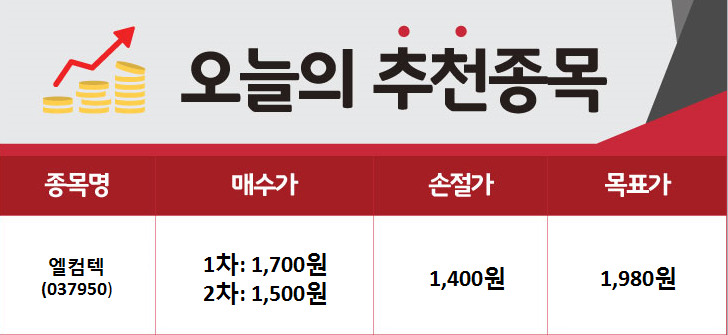 오늘의 추천종목
종목명 매수가 손절가 목표가
엘컴텍
(037950)
1차: 1,700원
2차: 1,500원
1,400원
1,980원